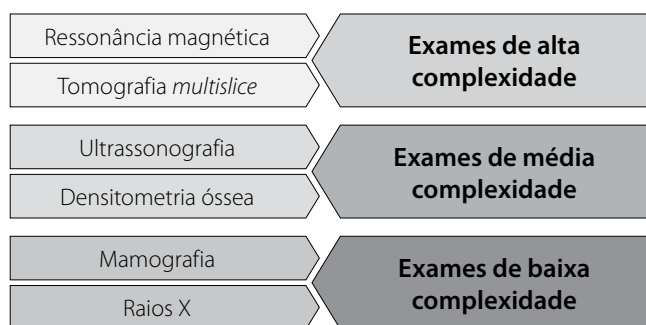 Ressonância magnética
Tomografia multislice
Exames de alta
complexidade
Ultrassonografia
Densitometria óssea
Exames de média
complexidade
Mamografia
Raios X
Exames de baixa
complexidade